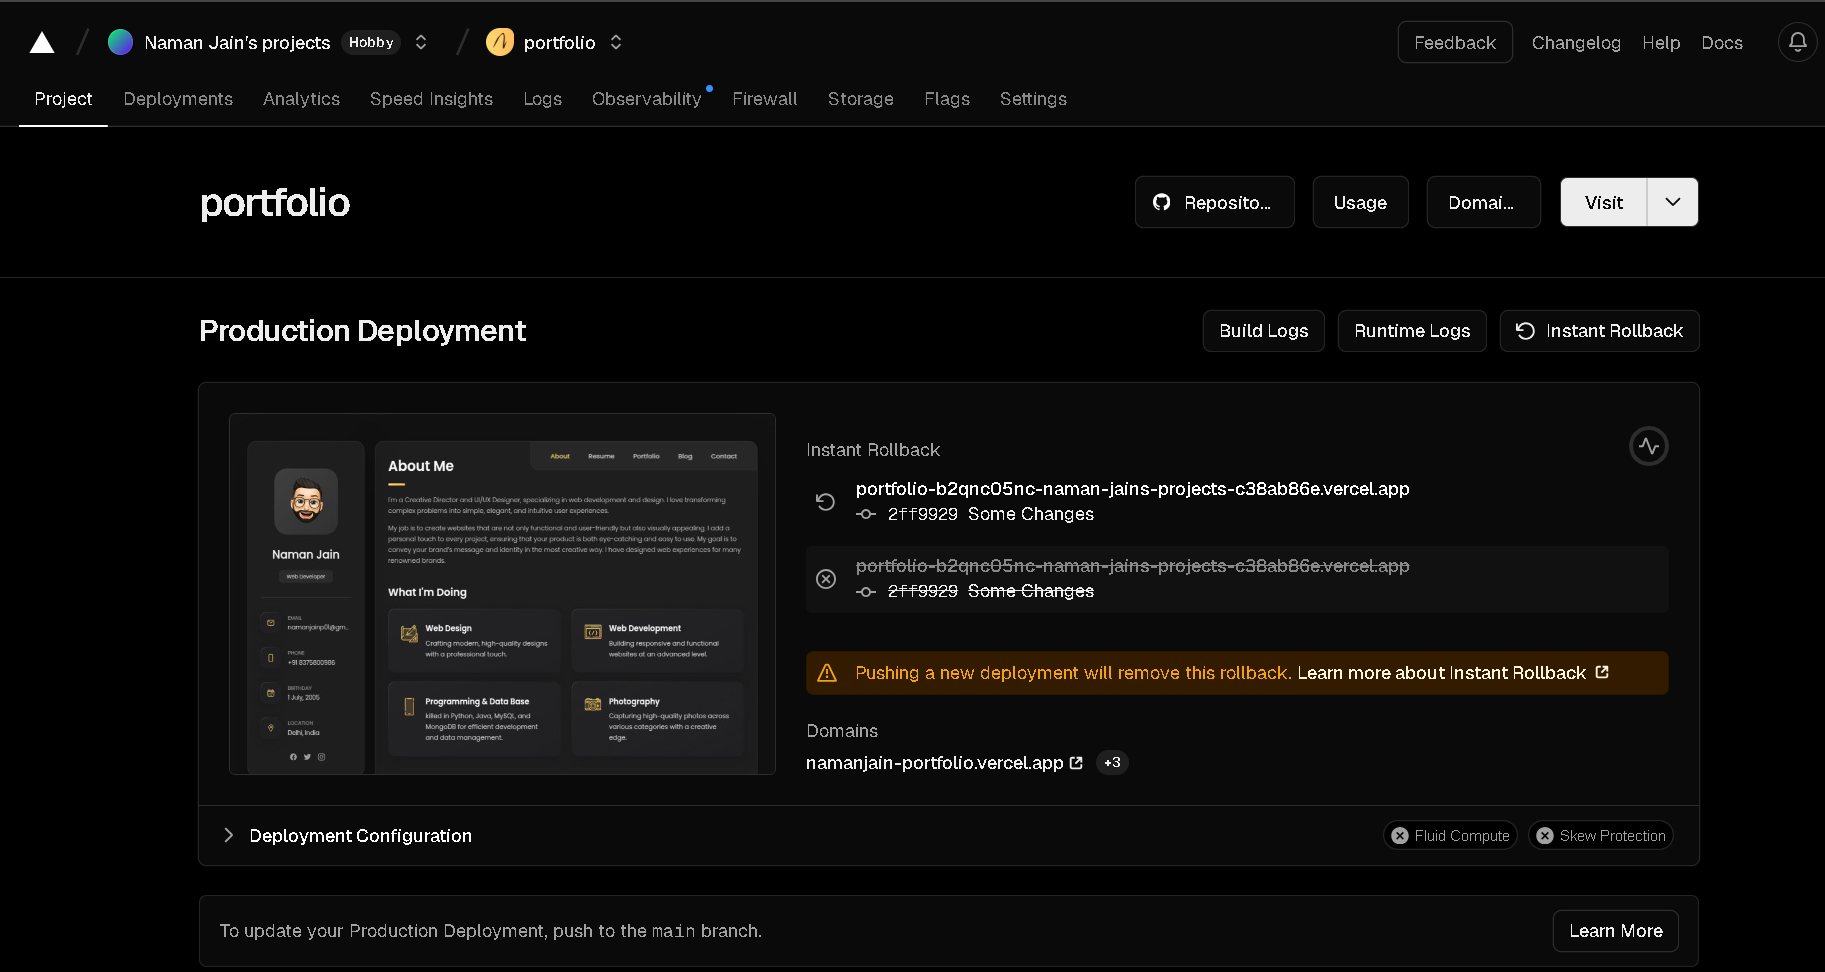 Naman Jain's projects Hobby portfolio Feedback Changelog Help Docs
Project Deployments Analytics Speed Insights Logs Observability Firewall Storage Flags Settings
portfolio
Reposito... Usage Domai... Visit
Production Deployment
Build Logs Runtime Logs Instant Rollback
Naman Jain
Web Developer
EMAIL
namanjainp01@gm...
PHONE
+91 8375800986
BIRTHDAY
1 July, 2005
LOCATION
Delhi, India
About Resume Portfolio Blog Contact
About Me
I'm a Creative Director and UI/UX Designer, specializing in web development and design. I love transforming
complex problems into simple, elegant, and intuitive user experiences.
My job is to create websites that are not only functional and user-friendly but also visually appealing. I add a
personal touch to every project, ensuring that your product is both eye-catching and easy to use. My goal is to
convey your brand's message and identity in the most creative way. I have designed web experiences for many
renowned brands.
What I'm Doing
Web Design
Crafting modern, high-quality designs
with a professional touch.
Web Development
Building responsive and functional
websites at an advanced level.
Programming & Data Base
killed in Python, Java, MySQL, and
MongoDB for efficient development
and data management.
Photography
Capturing high-quality photos across
various categories with a creative
edge.
Instant Rollback
portfolio-b2qnc05nc-naman-jains-projects-c38ab86e.vercel.app
2ff9929 Some Changes
portfolio-b2qnc05nc-naman-jains-projects-c38ab86e.vercel.app
2ff9929 Some Changes
Pushing a new deployment will remove this rollback. Learn more about Instant Rollback
Domains
namanjain-portfolio.vercel.app +3
Deployment Configuration
Fluid Compute Skew Protection
To update your Production Deployment, push to the main branch.
Learn More